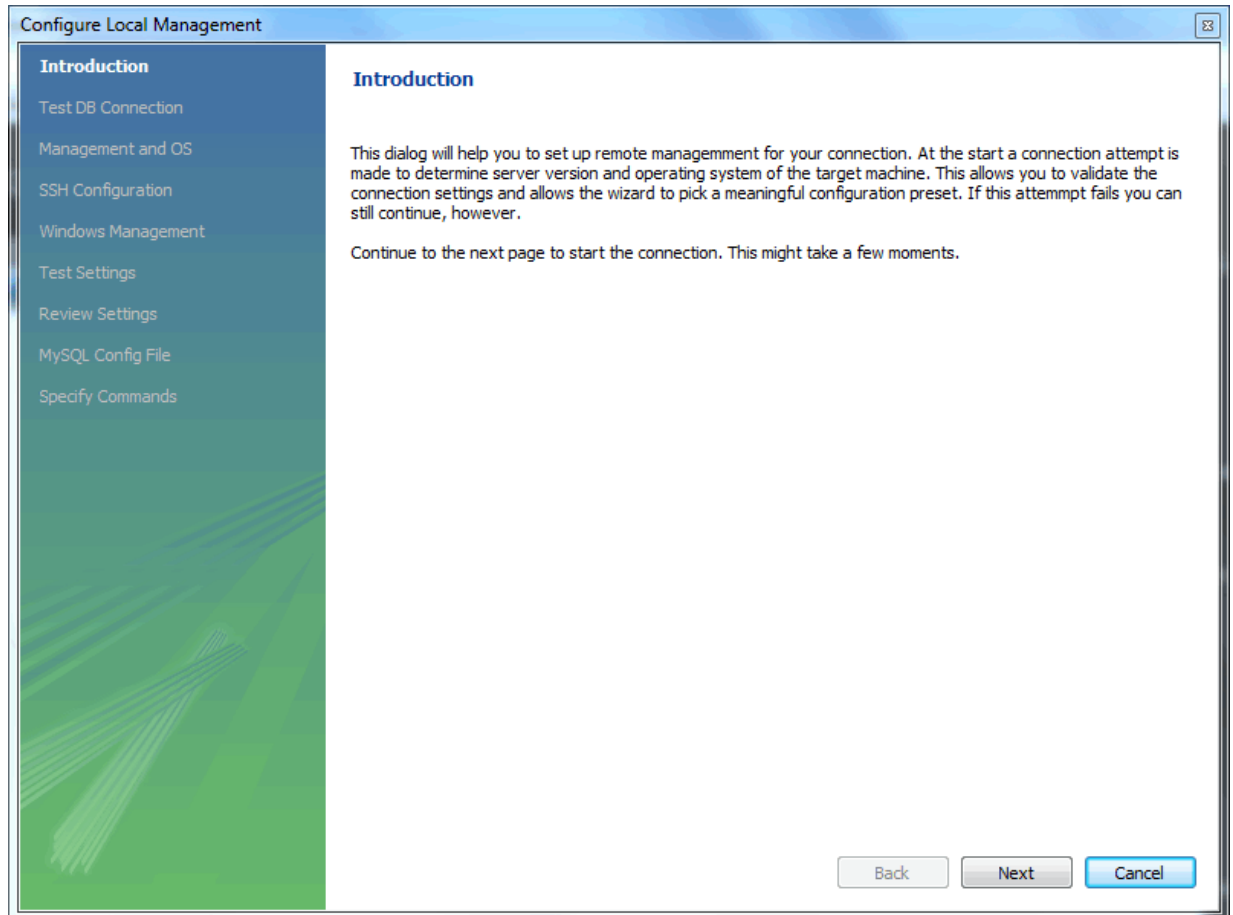 Configure Local Management
Introduction
Test DB Connection
Management and OS
SSH Configuration
Windows Management
Test Settings
Review Settings
MySQL Config File
Specify Commands
Introduction
This dialog will help you to set up remote managemment for your connection. At the start a connection attempt is
made to determine server version and operating system of the target machine. This allows you to validate the
connection settings and allows the wizard to pick a meaningful configuration preset. If this attemmpt fails you can
still continue, however.
Continue to the next page to start the connection. This might take a few moments.
Back
Next
Cancel